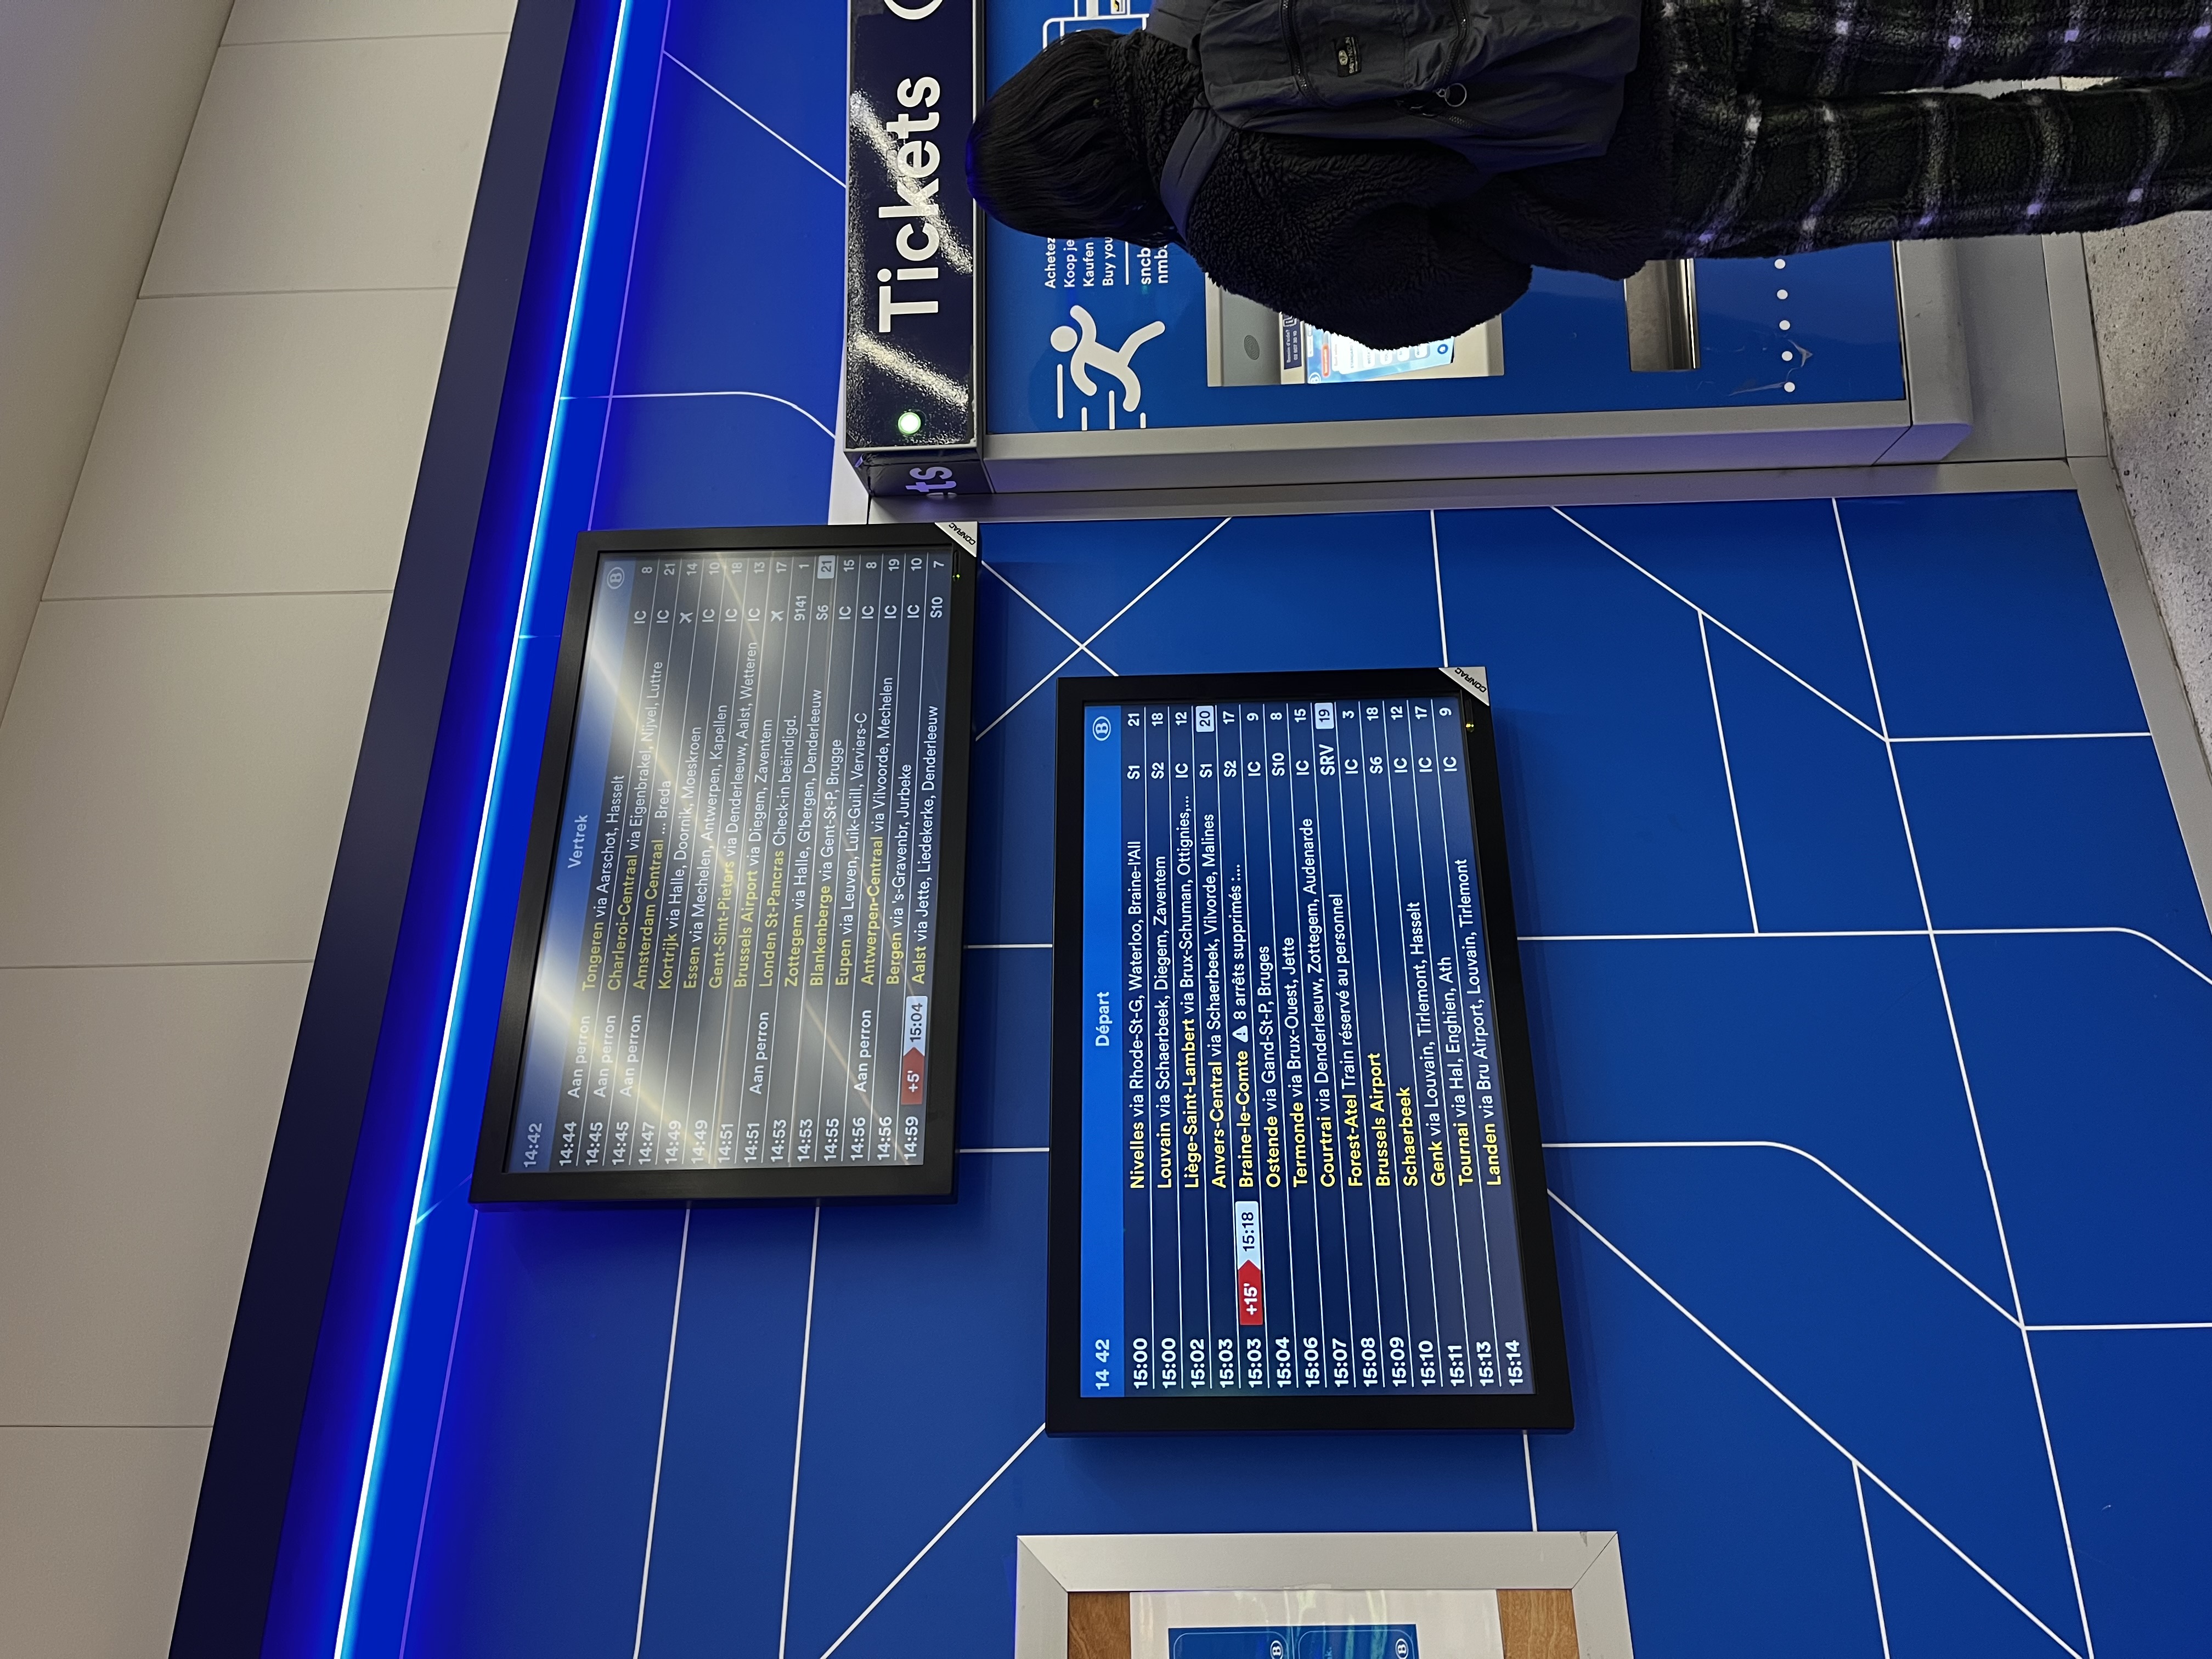 14:42 Vertrek B
14:44 Aan perron Tongeren via Aarschot, Hasselt IC 8
14:45 Aan perron Charleroi-Centraal via Eigenbrakel, Nijvel, Luttre IC 21
14:45 Aan perron Amsterdam Centraal ... Breda 14
14:47 Kortrijk via Halle, Doornik, Moeskroen IC 10
14:49 Essen via Mechelen, Antwerpen, Kapellen IC 18
14:49 Gent-Sint-Pieters via Denderleeuw, Aalst, Wetteren IC 13
14:51 Brussels Airport via Diegem, Zaventem 17
14:51 Aan perron Londen St-Pancras Check-in beëindigd. 9141 1
14:53 Zottegem via Halle, G'bergen, Denderleeuw S6 21
14:53 Blankenberge via Gent-St-P, Brugge IC 15
14:55 Eupen via Leuven, Luik-Guill, Verviers-C IC 8
14:56 Aan perron Antwerpen-Centraal via Vilvoorde, Mechelen IC 19
14:56 Bergen via 's-Gravenbr, Jurbeke IC 10
14:59 +5' 15:04 Aalst via Jette, Liedekerke, Denderleeuw S10 7
CONRAC
14 42 Départ B
15:00 Nivelles via Rhode-St-G, Waterloo, Braine-l'All S1 21
15:00 Louvain via Schaerbeek, Diegem, Zaventem S2 18
15:02 Liège-Saint-Lambert via Brux-Schuman, Ottignies,... IC 12
15:03 Anvers-Central via Schaerbeek, Vilvorde, Malines S1 20
15:03 +15' 15:18 Braine-le-Comte 8 arrêts supprimés :... S2 17
15:04 Ostende via Gand-St-P, Bruges IC 9
15:06 Termonde via Brux-Ouest, Jette S10 8
15:07 Courtrai via Denderleeuw, Zottegem, Audenarde IC 15
15:08 Forest-Atel Train réservé au personnel SRV 19
15:09 Brussels Airport IC 3
15:10 Schaerbeek S6 18
15:11 Genk via Louvain, Tirlemont, Hasselt IC 12
15:13 Tournai via Hal, Enghien, Ath IC 17
15:14 Landen via Bru Airport, Louvain, Tirlemont IC 9
CONRAC
ets
Tickets
Achetez
Koop je
Kaufen
Buy you
sncb
nmb
B
B